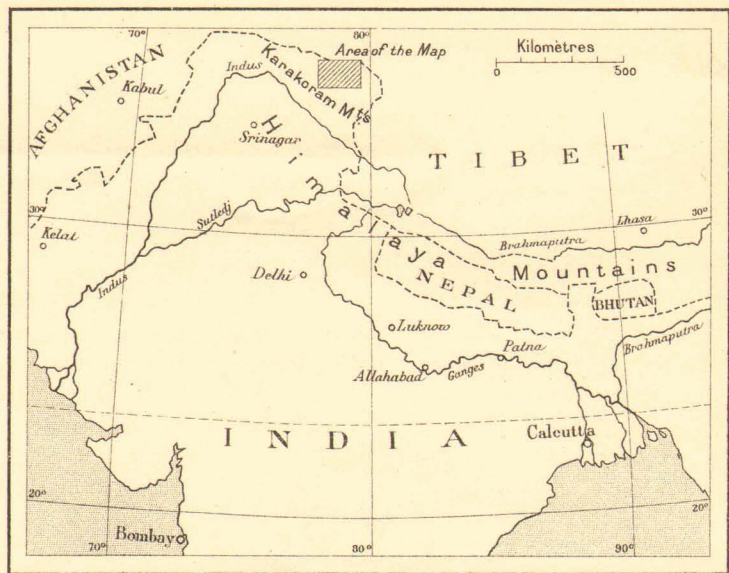 70°
80°
Area of the Map
Kilomètres
0 500
AFGHANISTAN
Kabul
Indus
Karakoram Mts
Srinagar
Himalaya Mountains
TIBET
30°
Sutledj
Lhasa
30°
Kelat
Brahmaputra
Delhi
NEPAL
BHUTAN
Indus
Luknow
Patna
Brahmaputra
Allahabad
Ganges
INDIA
Calcutta
20°
20°
Bombay
70°
80°
90°